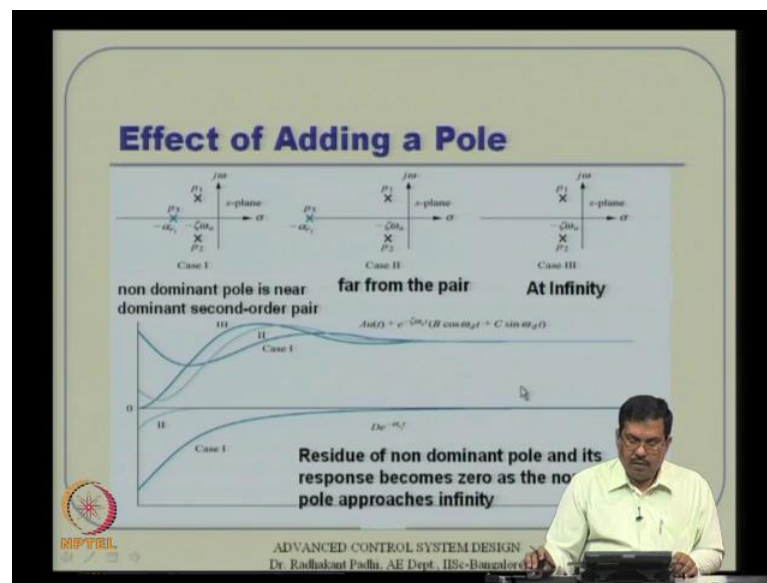 Effect of Adding a Pole
jω
jω
jω
p₁
p₁
p₁
s-plane
s-plane
s-plane
p₃
p₃
σ
σ
σ
-ζωₙ
-ζωₙ
-ζωₙ
p₂
p₂
p₂
Case I
Case II
Case III
non dominant pole is near
dominant second-order pair
far from the pair
At Infinity
III
II
Case I
0
II
Case I
Residue of non dominant pole and its
response becomes zero as the
pole approaches infinity
NPTEL
ADVANCED CONTROL SYSTEM DESIGN
Dr. Radhakant Padhi, AE Dept., IISc-Bangalore